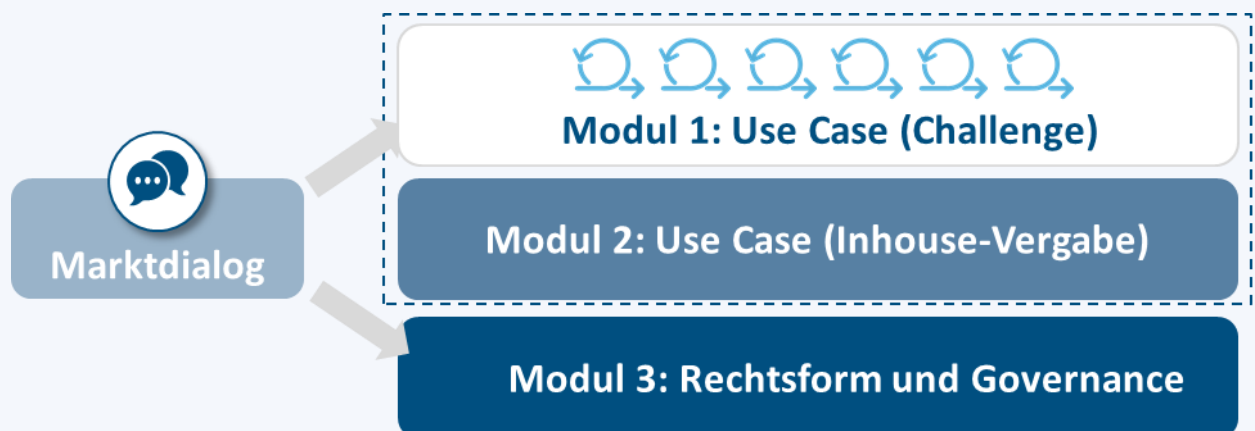 Marktdialog
Modul 1: Use Case (Challenge)
Modul 2: Use Case (Inhouse-Vergabe)
Modul 3: Rechtsform und Governance